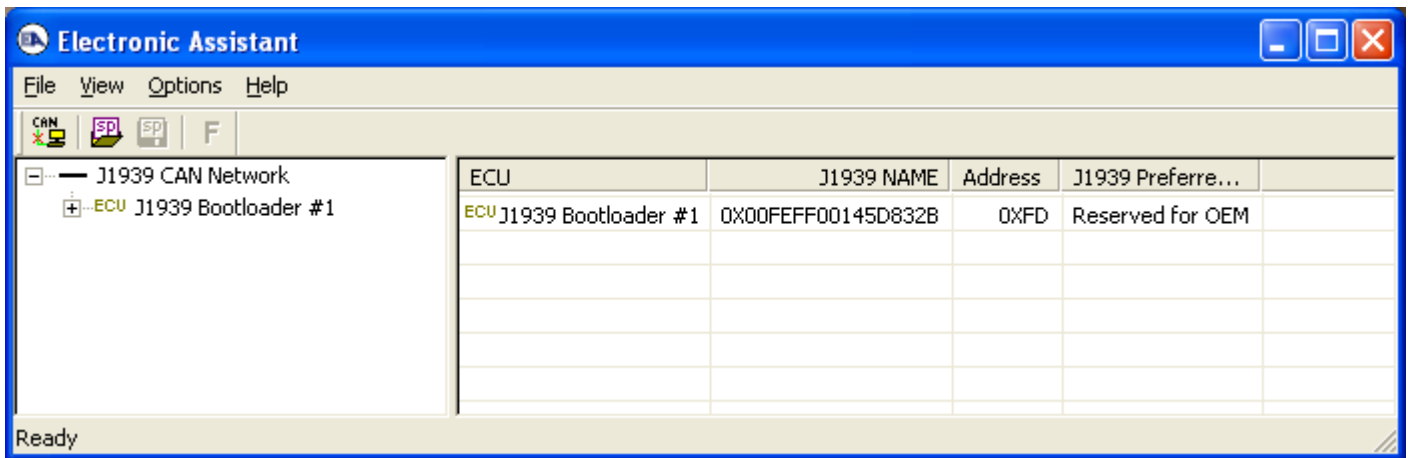 EA Electronic Assistant
File View Options Help
CAN SP SP F
J1939 CAN Network
ECU J1939 Bootloader #1
ECU J1939 NAME Address J1939 Preferre...
ECU J1939 Bootloader #1 0X00FEFF00145D832B 0XFD Reserved for OEM
Ready